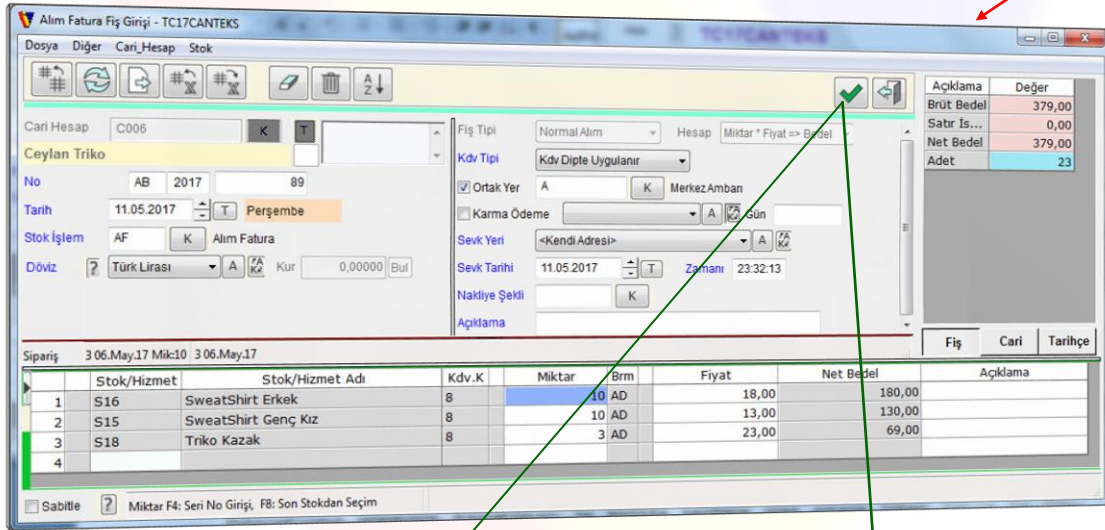 Alım Fatura Fiş Girişi - TC17CANTEKS
TC17CANTEKS
Dosya Diğer Cari_Hesap Stok
Açıklama Değer
Brüt Bedel 379,00
Satır İs... 0,00
Net Bedel 379,00
Adet 23
Cari Hesap C006 K T
Ceylan Triko
No AB 2017 89
Tarih 11.05.2017 T Perşembe
Stok İşlem AF K Alım Fatura
Döviz ? Türk Lirası A Kur 0,00000 Bul
Fiş Tipi Normal Alım Hesap Miktar * Fiyat => Bedel
Kdv Tipi Kdv Dipte Uygulanır
Ortak Yer A K Merkez Ambarı
Karma Ödeme A Gün
Sevk Yeri <Kendi Adresi> A
Sevk Tarihi 11.05.2017 T Zamanı 23:32:13
Nakliye Şekli K
Açıklama
Fiş Cari Tarihçe
Sipariş 3 06.May.17 Mik:10 3 06.May.17
Stok/Hizmet Stok/Hizmet Adı Kdv.K Miktar Brm Fiyat Net Bedel Açıklama
1 S16 SweatShirt Erkek 8 10 AD 18,00 180,00
2 S15 SweatShirt Genç Kız 8 10 AD 13,00 130,00
3 S18 Triko Kazak 8 3 AD 23,00 69,00
4
Sabitle ? Miktar F4: Seri No Girişi, F8: Son Stokdan Seçim